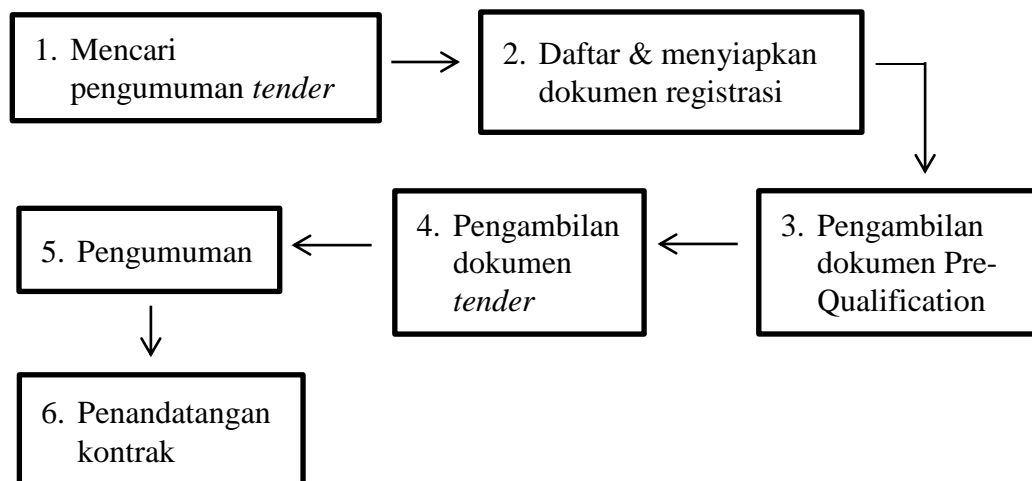 1. Mencari
pengumuman tender
2. Daftar & menyiapkan
dokumen registrasi
3. Pengambilan
dokumen Pre-
Qualification
4. Pengambilan
dokumen
tender
5. Pengumuman
6. Penandatangan
kontrak